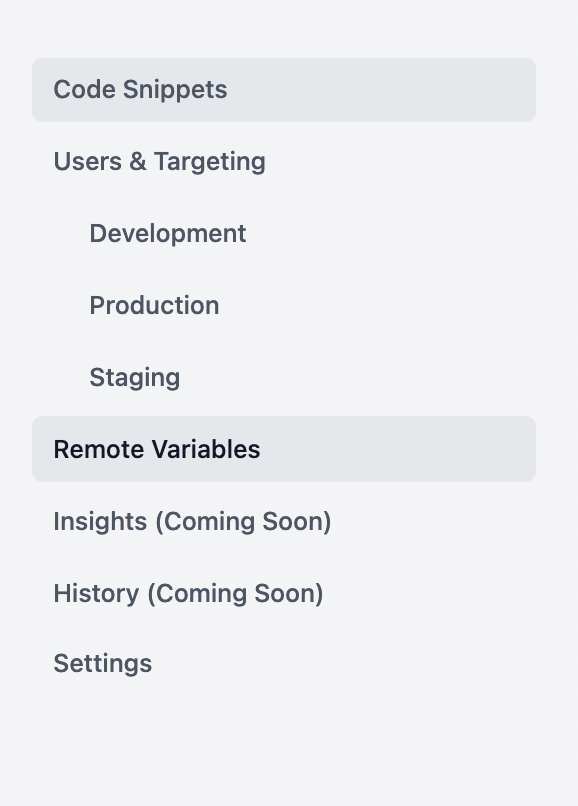 Code Snippets
Users & Targeting
Development
Production
Staging
Remote Variables
Insights (Coming Soon)
History (Coming Soon)
Settings